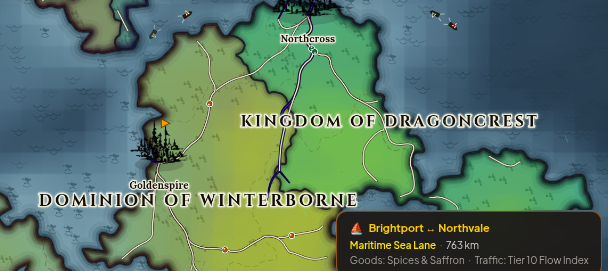 Northcross
KINGDOM OF DRAGONCREST
Goldenspire
DOMINION OF WINTERBORNE
Brightport ↔ Northvale
Maritime Sea Lane · 763 km
Goods: Spices & Saffron · Traffic: Tier 10 Flow Index